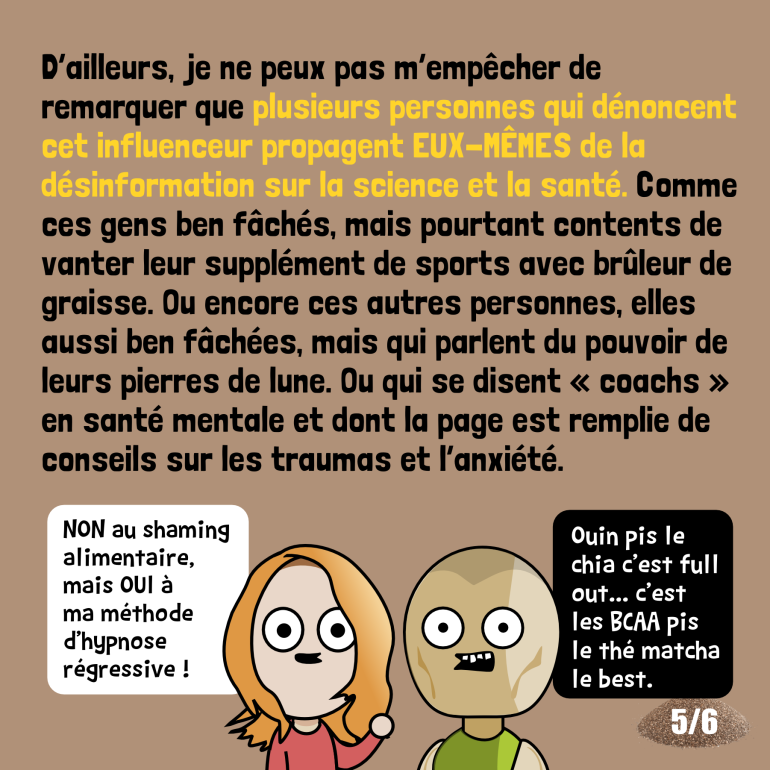 D'ailleurs, je ne peux pas m'empêcher de
remarquer que plusieurs personnes qui dénoncent
cet influenceur propagent EUX-MÊMES de la
désinformation sur la science et la santé. Comme
ces gens ben fâchés, mais pourtant contents de
vanter leur supplément de sports avec brûleur de
graisse. Ou encore ces autres personnes, elles
aussi ben fâchées, mais qui parlent du pouvoir de
leurs pierres de lune. Ou qui se disent « coachs »
en santé mentale et dont la page est remplie de
conseils sur les traumas et l'anxiété.
NON au shaming
alimentaire,
mais OUI à
ma méthode
d'hypnose
régressive !
Ouin pis le
chia c'est full
out... c'est
les BCAA pis
le thé matcha
le best.
5/6